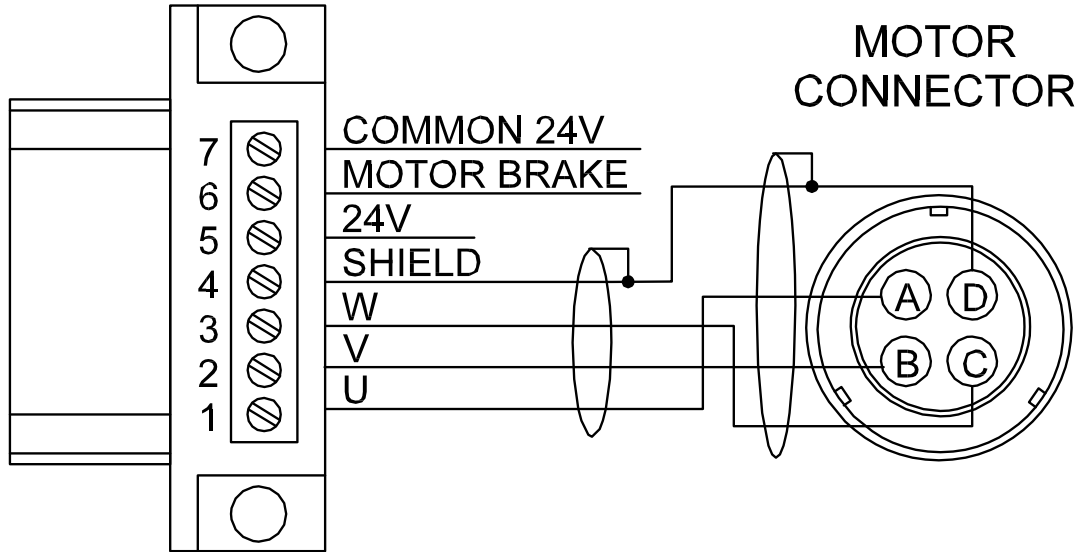 MOTOR
CONNECTOR
7 COMMON 24V
6 MOTOR BRAKE
5 24V
4 SHIELD
3 W
2 V
1 U
A D
B C